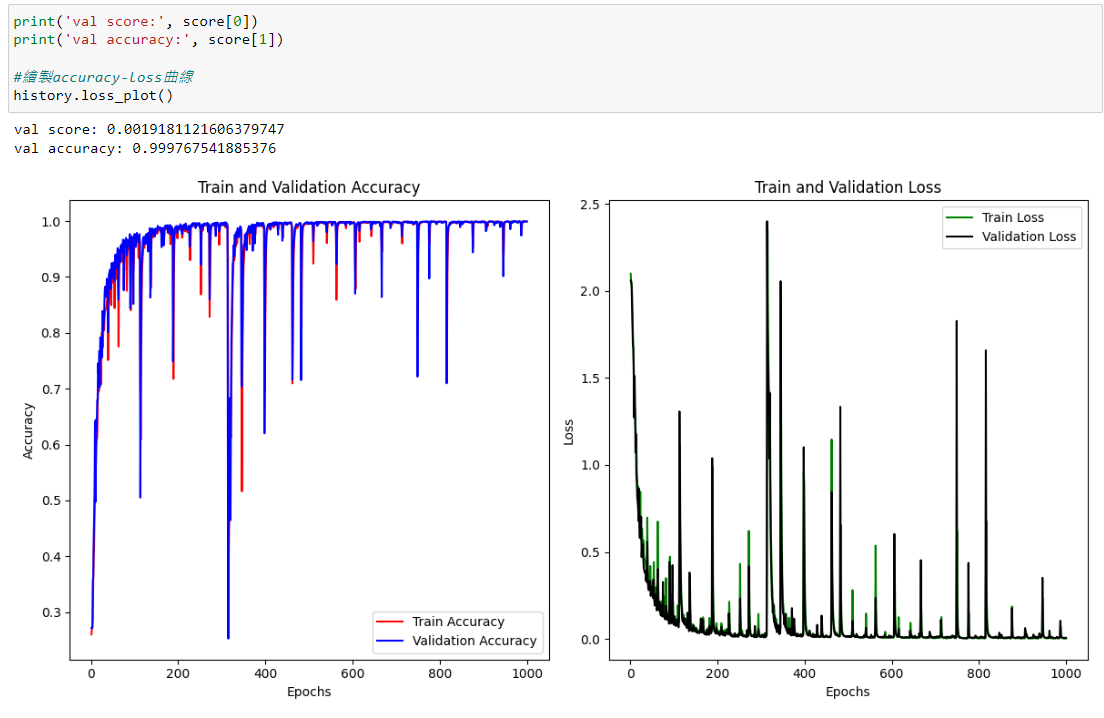 print('val score:', score[0])
print('val accuracy:', score[1])
#繪製accuracy-loss曲線
history.loss_plot()
val score: 0.0019181121606379747
val accuracy: 0.999767541885376
Train and Validation Accuracy
1.0
0.9
0.8
0.7
0.6
0.5
0.4
0.3
Accuracy
Train Accuracy
Validation Accuracy
0
200
400
600
800
1000
Epochs
Train and Validation Loss
2.5
2.0
1.5
1.0
0.5
0.0
Loss
Train Loss
Validation Loss
0
200
400
600
800
1000
Epochs